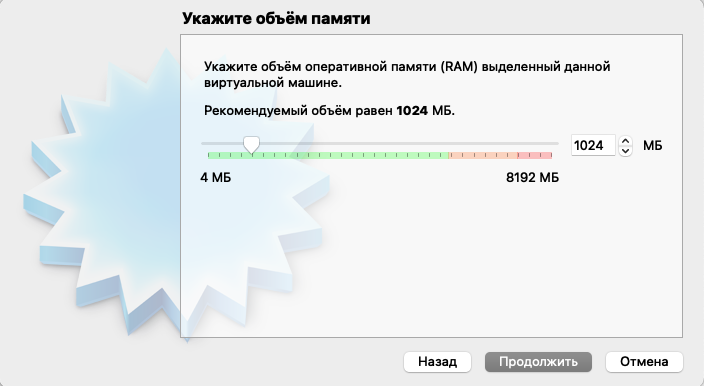 Укажите объём памяти
Укажите объём оперативной памяти (RAM) выделенный данной
виртуальной машине.
Рекомендуемый объём равен 1024 МБ.
1024 МБ
4 МБ 8192 МБ
Назад Продолжить Отмена